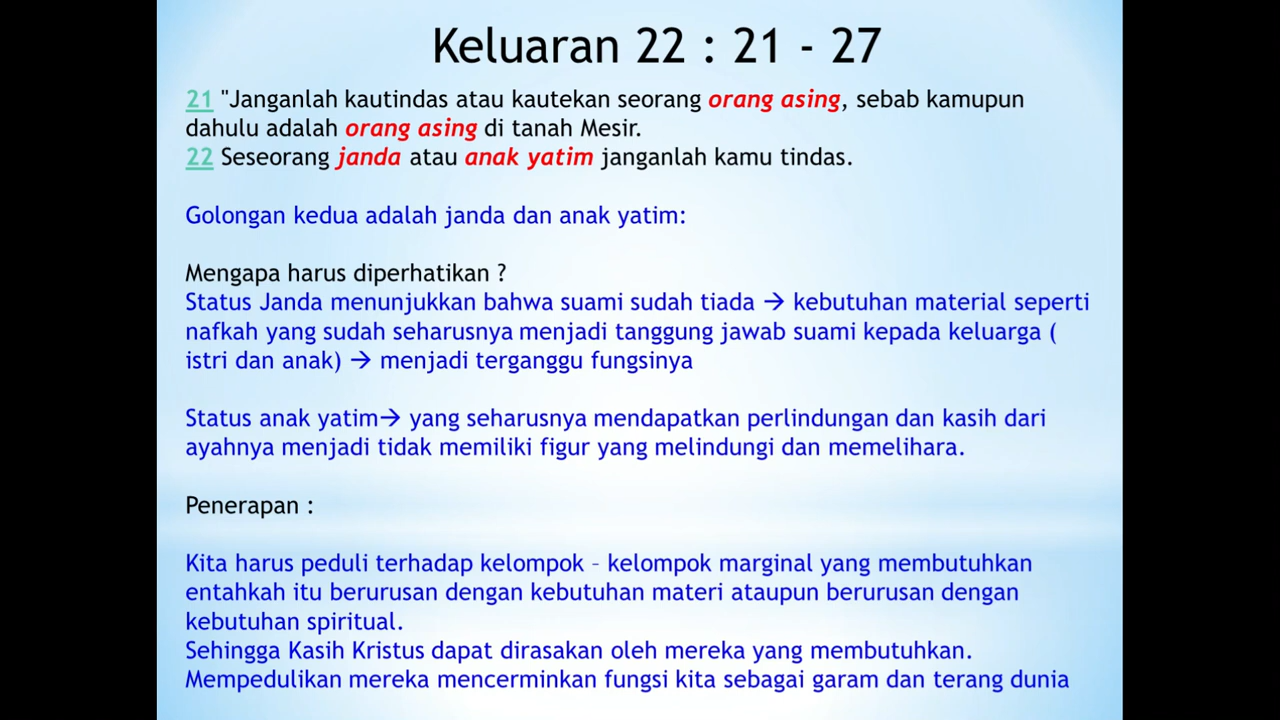 Keluaran 22 : 21 - 27
21 "Janganlah kautindas atau kautekan seorang orang asing, sebab kamupun
dahulu adalah orang asing di tanah Mesir.
22 Seseorang janda atau anak yatim janganlah kamu tindas.
Golongan kedua adalah janda dan anak yatim:
Mengapa harus diperhatikan ?
Status Janda menunjukkan bahwa suami sudah tiada → kebutuhan material seperti
nafkah yang sudah seharusnya menjadi tanggung jawab suami kepada keluarga (
istri dan anak) → menjadi terganggu fungsinya
Status anak yatim→ yang seharusnya mendapatkan perlindungan dan kasih dari
ayahnya menjadi tidak memiliki figur yang melindungi dan memelihara.
Penerapan :
Kita harus peduli terhadap kelompok – kelompok marginal yang membutuhkan
entahkah itu berurusan dengan kebutuhan materi ataupun berurusan dengan
kebutuhan spiritual.
Sehingga Kasih Kristus dapat dirasakan oleh mereka yang membutuhkan.
Mempedulikan mereka mencerminkan fungsi kita sebagai garam dan terang dunia